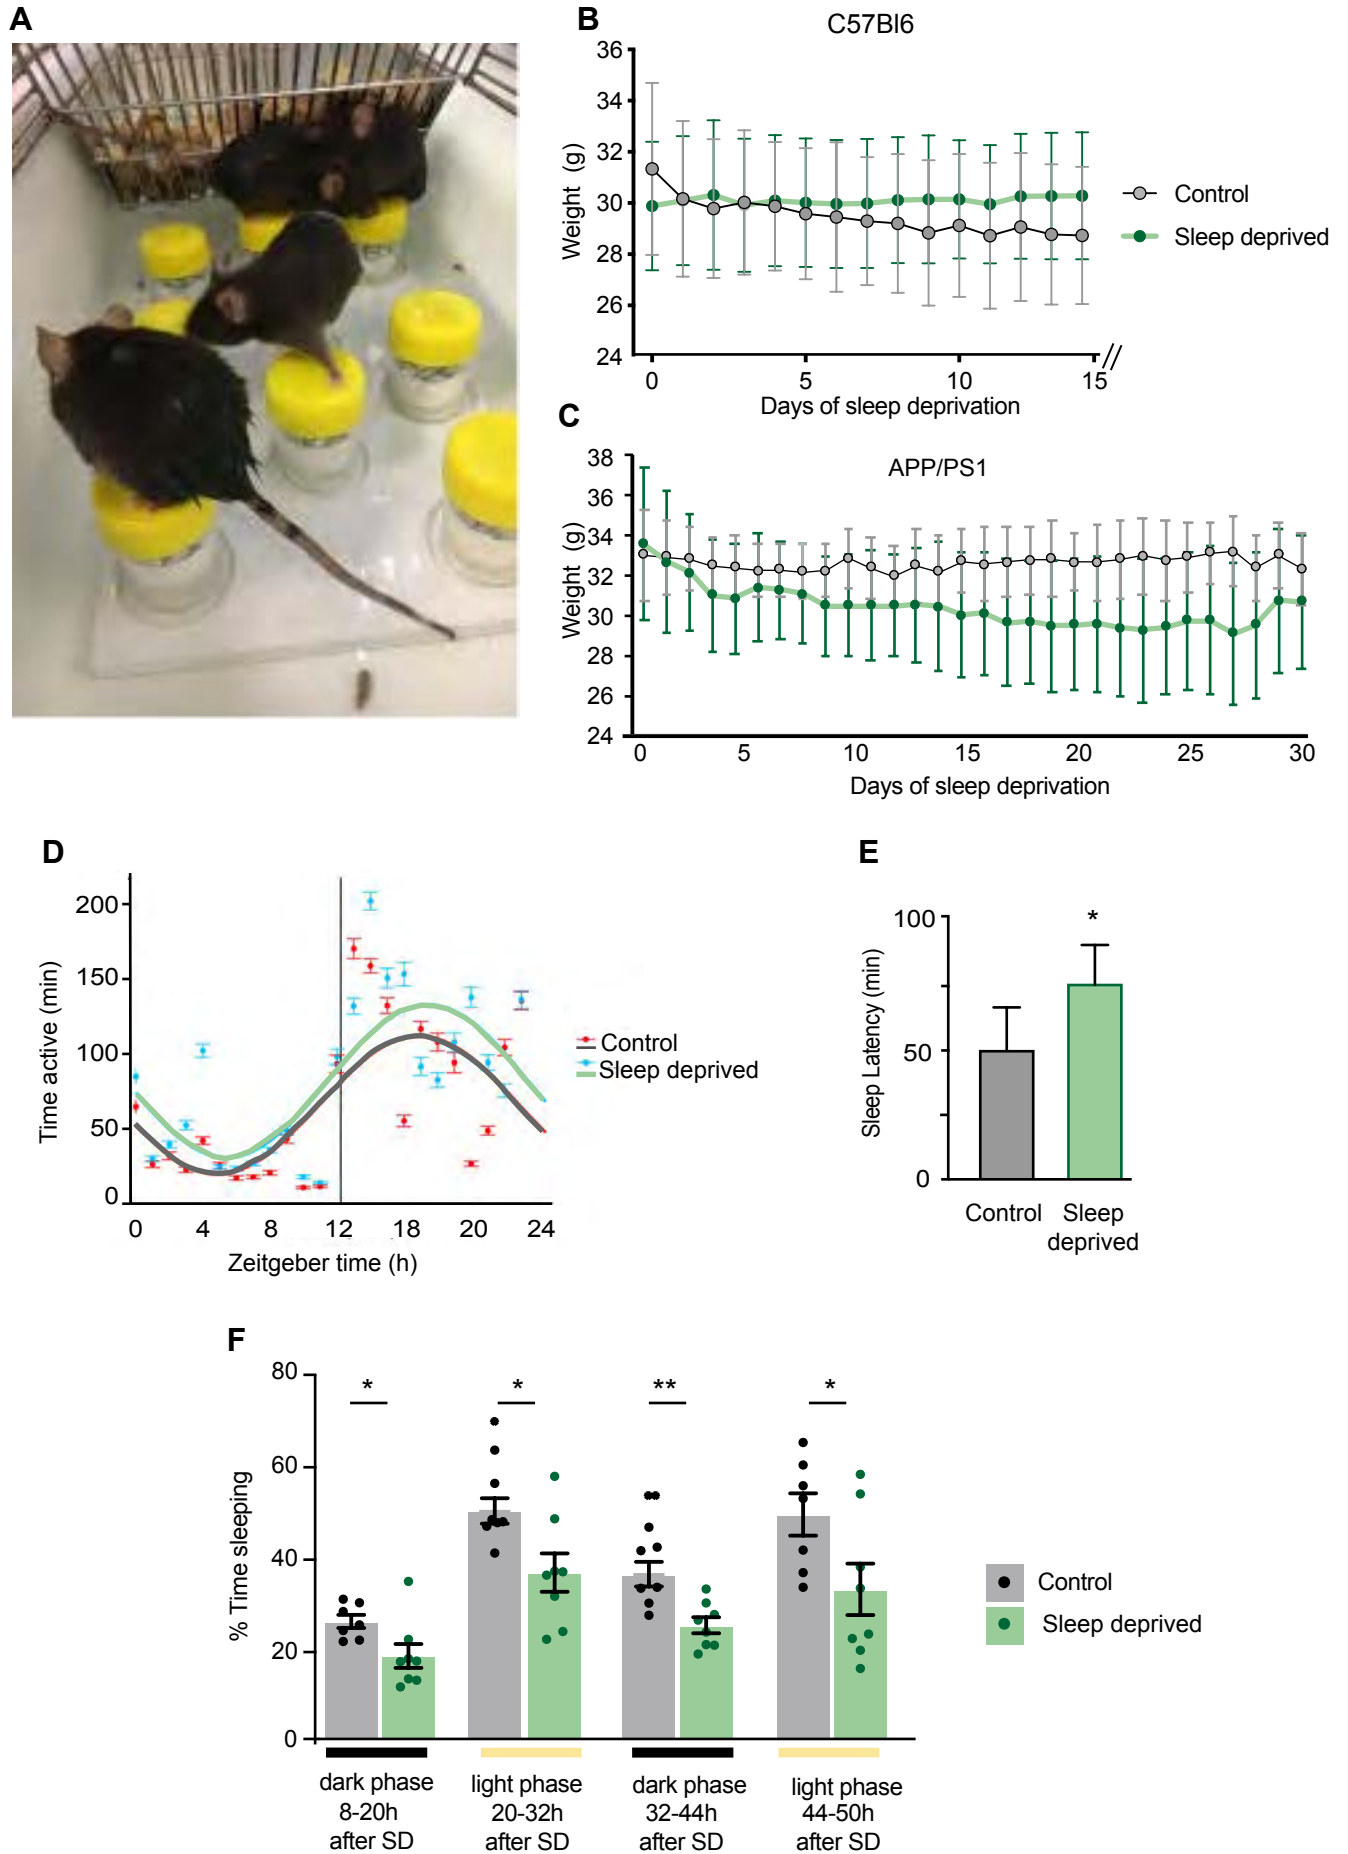 A
B
C57Bl6
36
34
32
30
28
26
24
Weight (g)
0
5
10
15
Days of sleep deprivation
Control
Sleep deprived
C
APP/PS1
38
36
34
32
30
28
26
24
Weight (g)
0
5
10
15
20
25
30
Days of sleep deprivation
D
200
150
100
50
0
Time active (min)
0
4
8
12
18
20
24
Zeitgeber time (h)
Control
Sleep deprived
E
100
50
0
Sleep Latency (min)
*
Control
Sleep
deprived
F
80
60
40
20
0
% Time sleeping
*
*
**
*
dark phase
8-20h
after SD
light phase
20-32h
after SD
dark phase
32-44h
after SD
light phase
44-50h
after SD
Control
Sleep deprived